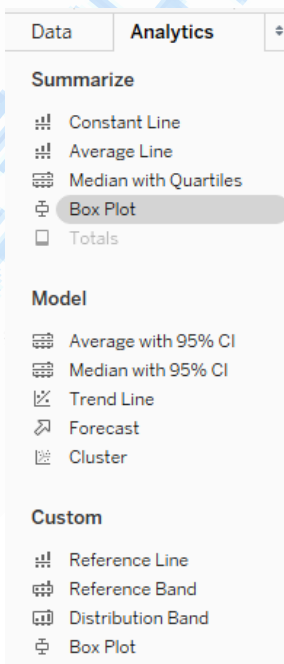 Data Analytics
Summarize
Constant Line
Average Line
Median with Quartiles
Box Plot
Totals
Model
Average with 95% CI
Median with 95% CI
Trend Line
Forecast
Cluster
Custom
Reference Line
Reference Band
Distribution Band
Box Plot